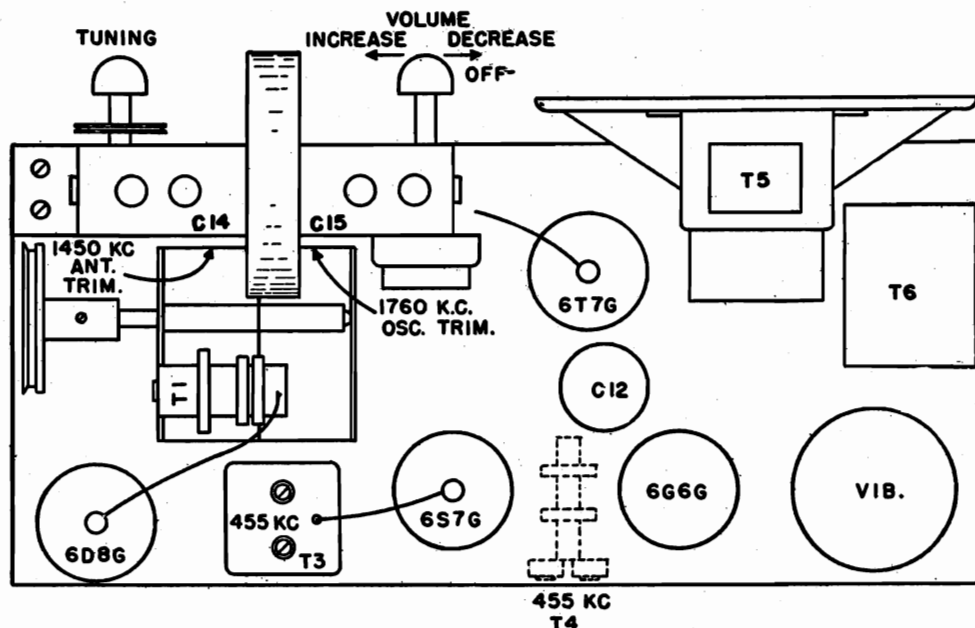 TUNING
VOLUME
INCREASE DECREASE
OFF-
C14
C15
T5
1450 KC
ANT.
TRIM.
1760 K.C.
OSC. TRIM.
6T7G
T6
T1
C12
6D8G
455 KC
T3
6S7G
6G6G
VIB.
455 KC
T4